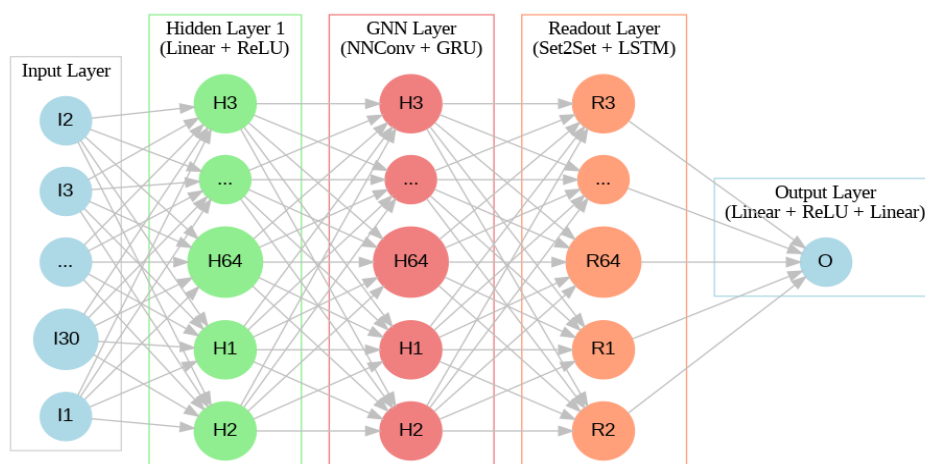 Input Layer
I2
I3
...
I30
I1
Hidden Layer 1
(Linear + ReLU)
H3
...
H64
H1
H2
GNN Layer
(NNConv + GRU)
H3
...
H64
H1
H2
Readout Layer
(Set2Set + LSTM)
R3
...
R64
R1
R2
Output Layer
(Linear + ReLU + Linear)
O